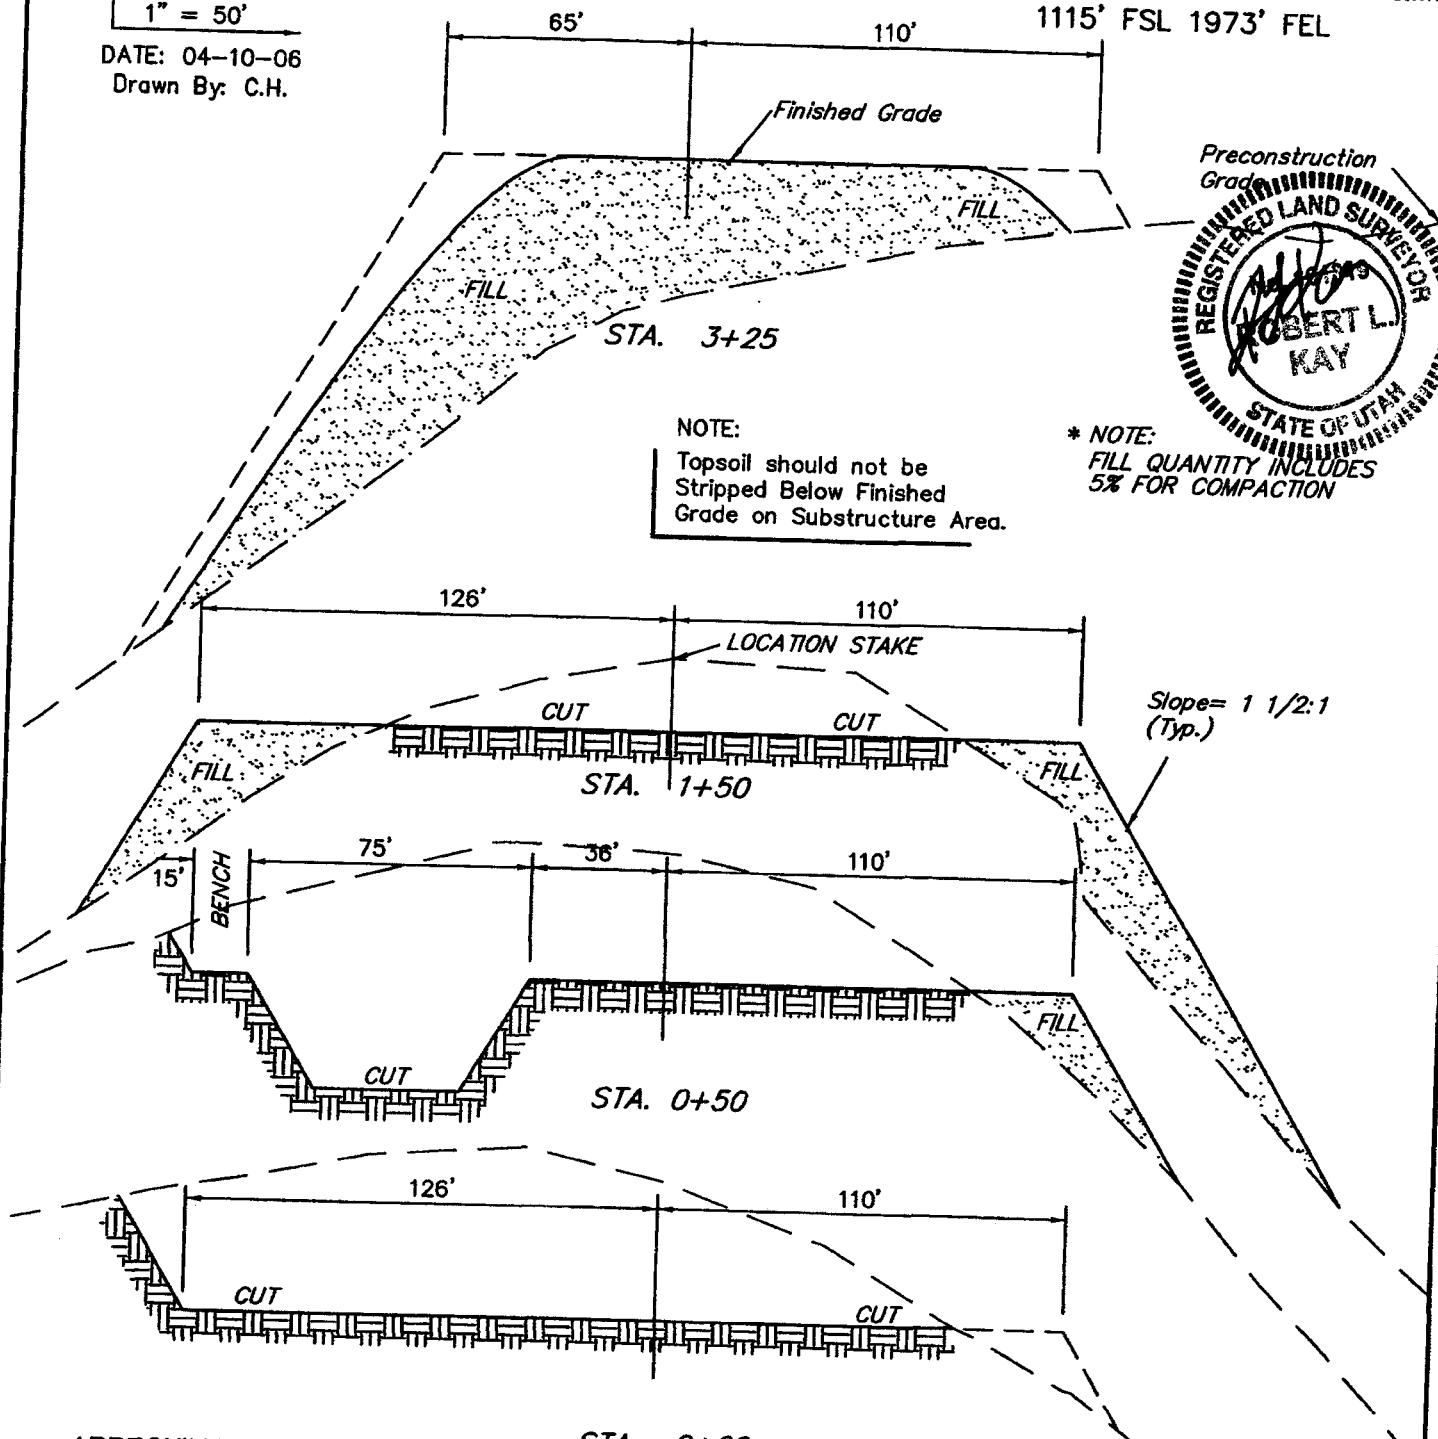 1" = 50'
DATE: 04-10-06
Drawn By: C.H.
1115' FSL 1973' FEL
65'
110'
Finished Grade
Preconstruction
Grade
FILL
FILL
STA. 3+25
REGISTERED LAND SURVEYOR
ROBERT L.
KAY
STATE OF UTAH
NOTE:
Topsoil should not be
Stripped Below Finished
Grade on Substructure Area.
* NOTE:
FILL QUANTITY INCLUDES
5% FOR COMPACTION
126'
110'
LOCATION STAKE
CUT
CUT
Slope= 1 1/2:1
(Typ.)
FILL
FILL
STA. 1+50
15'
BENCH
75'
36'
110'
FILL
CUT
STA. 0+50
126'
110'
CUT
CUT